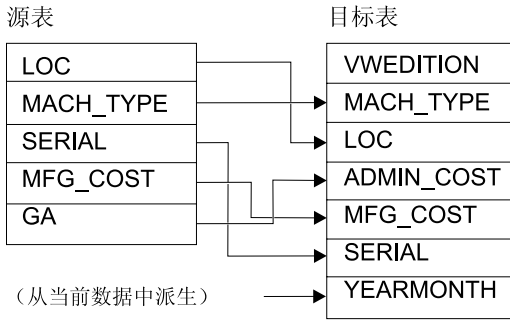 源表
目标表
LOC
MACH_TYPE
SERIAL
MFG_COST
GA
VWEDITION
MACH_TYPE
LOC
ADMIN_COST
MFG_COST
SERIAL
YEARMONTH
（从当前数据中派生）